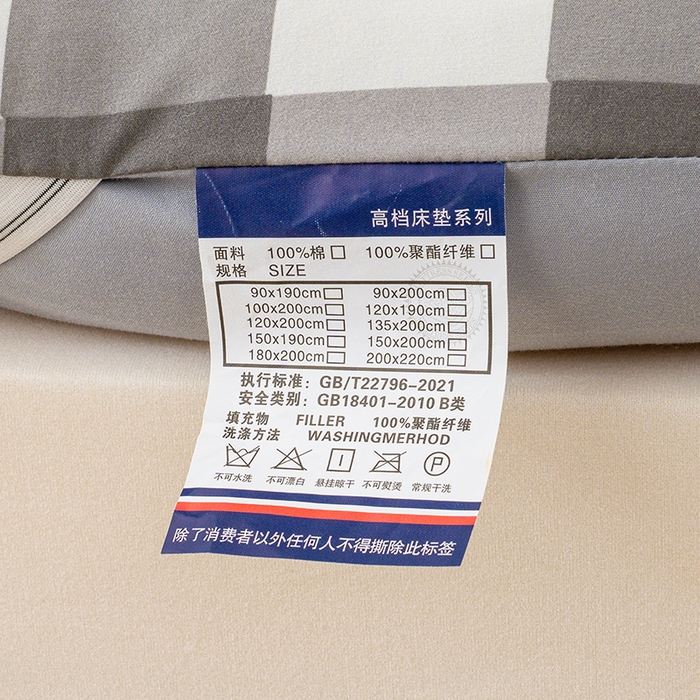 高档床垫系列
面料 100%棉□ 100%聚酯纤维□
规格 SIZE
90x190cm□ 90x200cm□
100x200cm□ 120x190cm□
120x200cm□ 135x200cm□
150x190cm□ 150x200cm□
180x200cm□ 200x220cm□
执行标准：GB/T22796-2021
安全类别：GB18401-2010 B类
填充物 FILLER 100%聚酯纤维
洗涤方法 WASHINGMERHOD
P
不可水洗 不可漂白 悬挂晾干 不可熨烫 常规干洗
除了消费者以外任何人不得撕除此标签